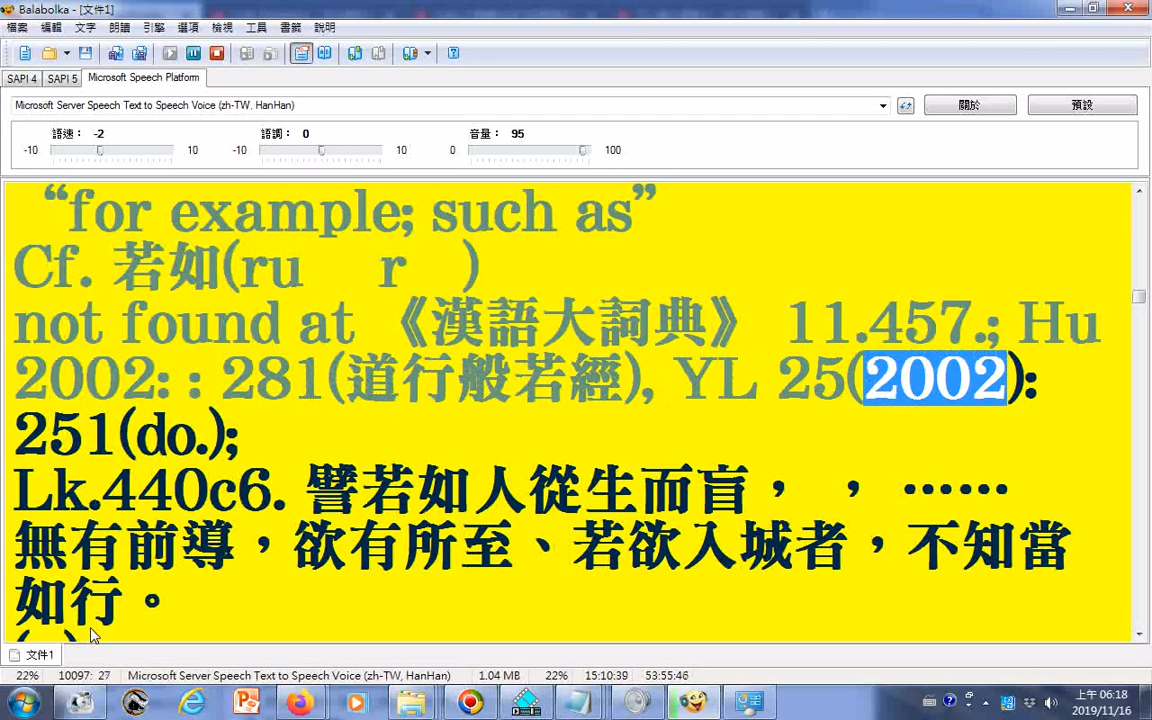 Balabolka - [文件1]
檔案 編輯 文字 朗讀 引擎 選項 檢視 工具 書籤 說明
SAPI 4 SAPI 5 Microsoft Speech Platform
Microsoft Server Speech Text to Speech Voice (zh-TW, HanHan) 關於 預設
語速： -2 語調： 0 音量： 95
-10 10 -10 10 0 100
“for example; such as”
Cf. 若如(ru r )
not found at 《漢語大詞典》 11.457.; Hu
2002: : 281(道行般若經), YL 25(2002):
251(do.);
Lk.440c6. 譬若如人從生而盲， ， ……
無有前導，欲有所至、若欲入城者，不知當
如行。
文件1
22% 10097: 27 Microsoft Server Speech Text to Speech Voice (zh-TW, HanHan) 1.04 MB 22% 15:10:39 53:55:46
上午 06:18
2019/11/16